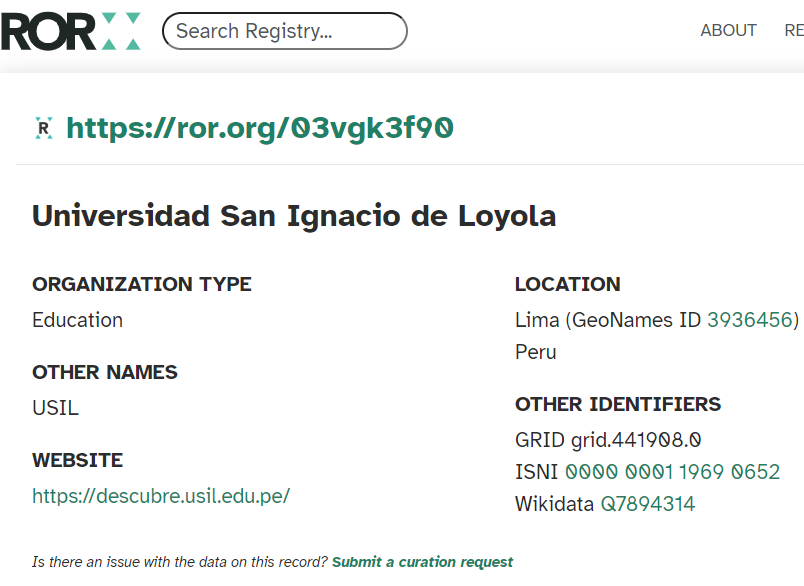 ROR
Search Registry...
ABOUT
RE
R https://ror.org/03vgk3f90
Universidad San Ignacio de Loyola
ORGANIZATION TYPE
Education
OTHER NAMES
USIL
WEBSITE
https://descubre.usil.edu.pe/
LOCATION
Lima (GeoNames ID 3936456)
Peru
OTHER IDENTIFIERS
GRID grid.441908.0
ISNI 0000 0001 1969 0652
Wikidata Q7894314
Is there an issue with the data on this record? Submit a curation request